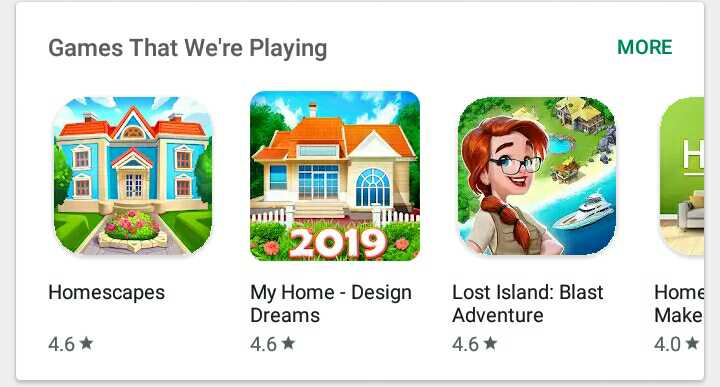 Games That We're Playing MORE
2019
H
Homescapes My Home - Design Lost Island: Blast Home
Dreams Adventure Make
4.6★ 4.6★ 4.6★ 4.0★